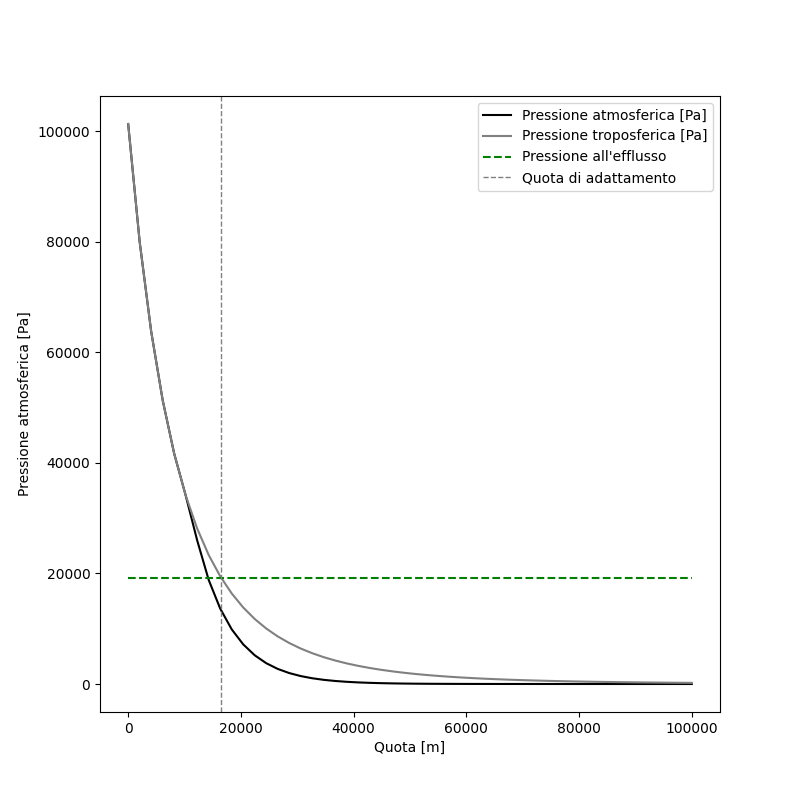 Pressione atmosferica [Pa]
Pressione troposferica [Pa]
Pressione all'efflusso
Quota di adattamento
100000
80000
60000
40000
20000
0
Pressione atmosferica [Pa]
0
20000
40000
60000
80000
100000
Quota [m]